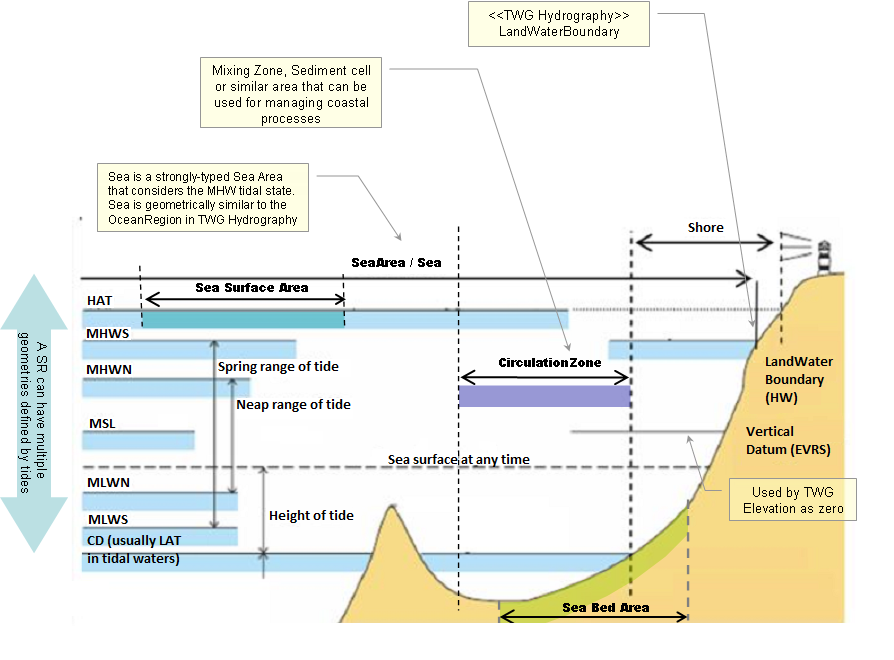 <<TWG Hydrography>>
LandWaterBoundary
Mixing Zone, Sediment cell
or similar area that can be
used for managing coastal
processes
Sea is a strongly-typed Sea Area
that considers the MHW tidal state.
Sea is geometrically similar to the
OceanRegion in TWG Hydrography
Shore
SeaArea / Sea
Sea Surface Area
HAT
MHWS
Spring range of tide
MHWN
Neap range of tide
CirculationZone
LandWater
Boundary
(HW)
MSL
Vertical
Datum (EVRS)
Sea surface at any time
MLWN
Used by TWG
Elevation as zero
Height of tide
MLWS
CD (usually LAT
in tidal waters)
Sea Bed Area
A SR can have multiple
geometries defined by tides